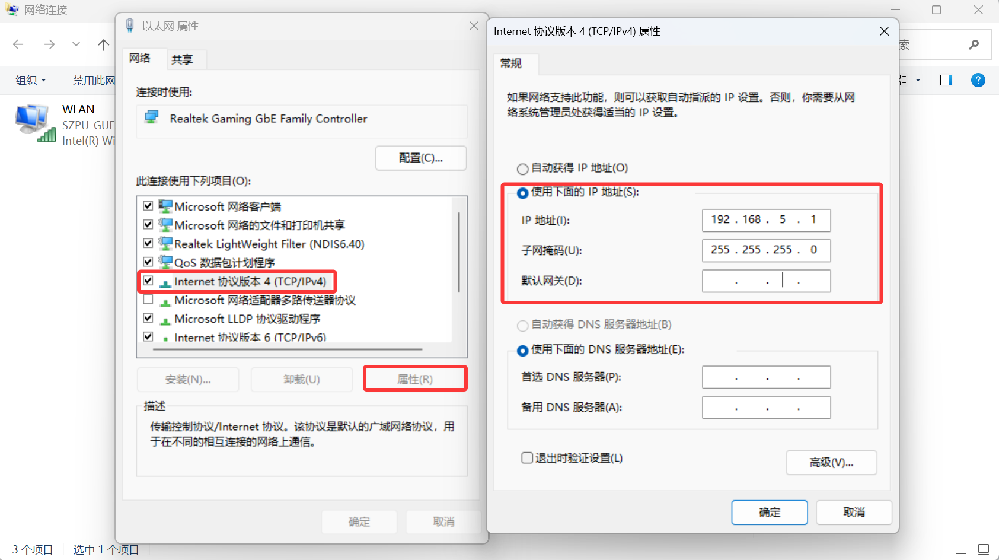 网络连接
组织
禁用此网
WLAN
SZPU-GUE
Intel(R) Wi
3 个项目
选中 1 个项目
索
以太网 属性
网络
共享
连接时使用:
Realtek Gaming GbE Family Controller
配置(C)...
此连接使用下列项目(O):
Microsoft 网络客户端
Microsoft 网络的文件和打印机共享
Realtek LightWeight Filter (NDIS6.40)
QoS 数据包计划程序
Internet 协议版本 4 (TCP/IPv4)
Microsoft 网络适配器多路传送器协议
Microsoft LLDP 协议驱动程序
Internet 协议版本 6 (TCP/IPv6)
安装(N)...
卸载(U)
属性(R)
描述
传输控制协议/Internet 协议。该协议是默认的广域网络协议，用
于在不同的相互连接的网络上通信。
确定
取消
Internet 协议版本 4 (TCP/IPv4) 属性
常规
如果网络支持此功能，则可以获取自动指派的 IP 设置。否则，你需要从网
络系统管理员处获得适当的 IP 设置。
自动获得 IP 地址(O)
使用下面的 IP 地址(S):
IP 地址(I):
192 . 168 . 5 . 1
子网掩码(U):
255 . 255 . 255 . 0
默认网关(D):
. . .
自动获得 DNS 服务器地址(B)
使用下面的 DNS 服务器地址(E):
首选 DNS 服务器(P):
. . .
备用 DNS 服务器(A):
. . .
退出时验证设置(L)
高级(V)...
确定
取消